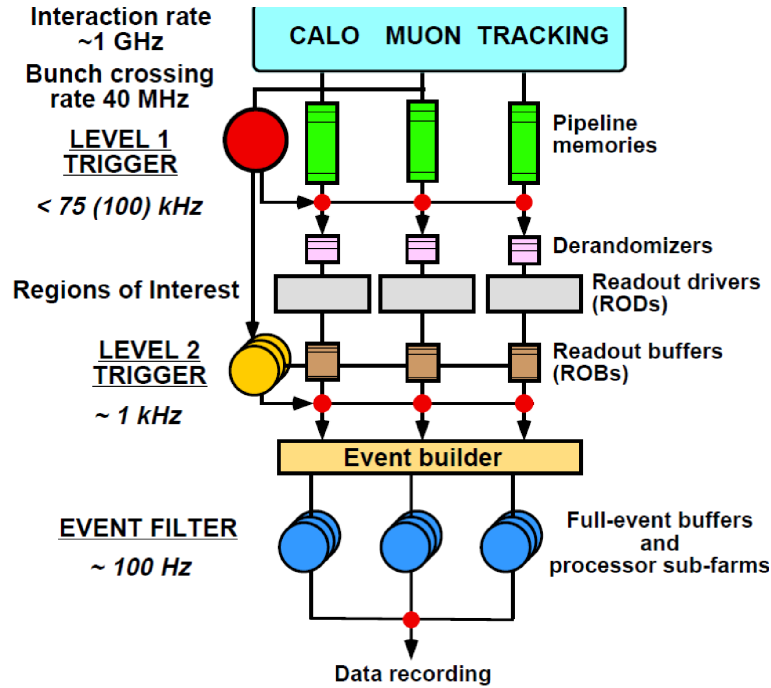 Interaction rate
~1 GHz
CALO MUON TRACKING
Bunch crossing
rate 40 MHz
LEVEL 1
TRIGGER
Pipeline
memories
< 75 (100) kHz
Derandomizers
Regions of Interest
Readout drivers
(RODs)
LEVEL 2
TRIGGER
Readout buffers
(ROBs)
~ 1 kHz
Event builder
EVENT FILTER
~ 100 Hz
Full-event buffers
and
processor sub-farms
Data recording